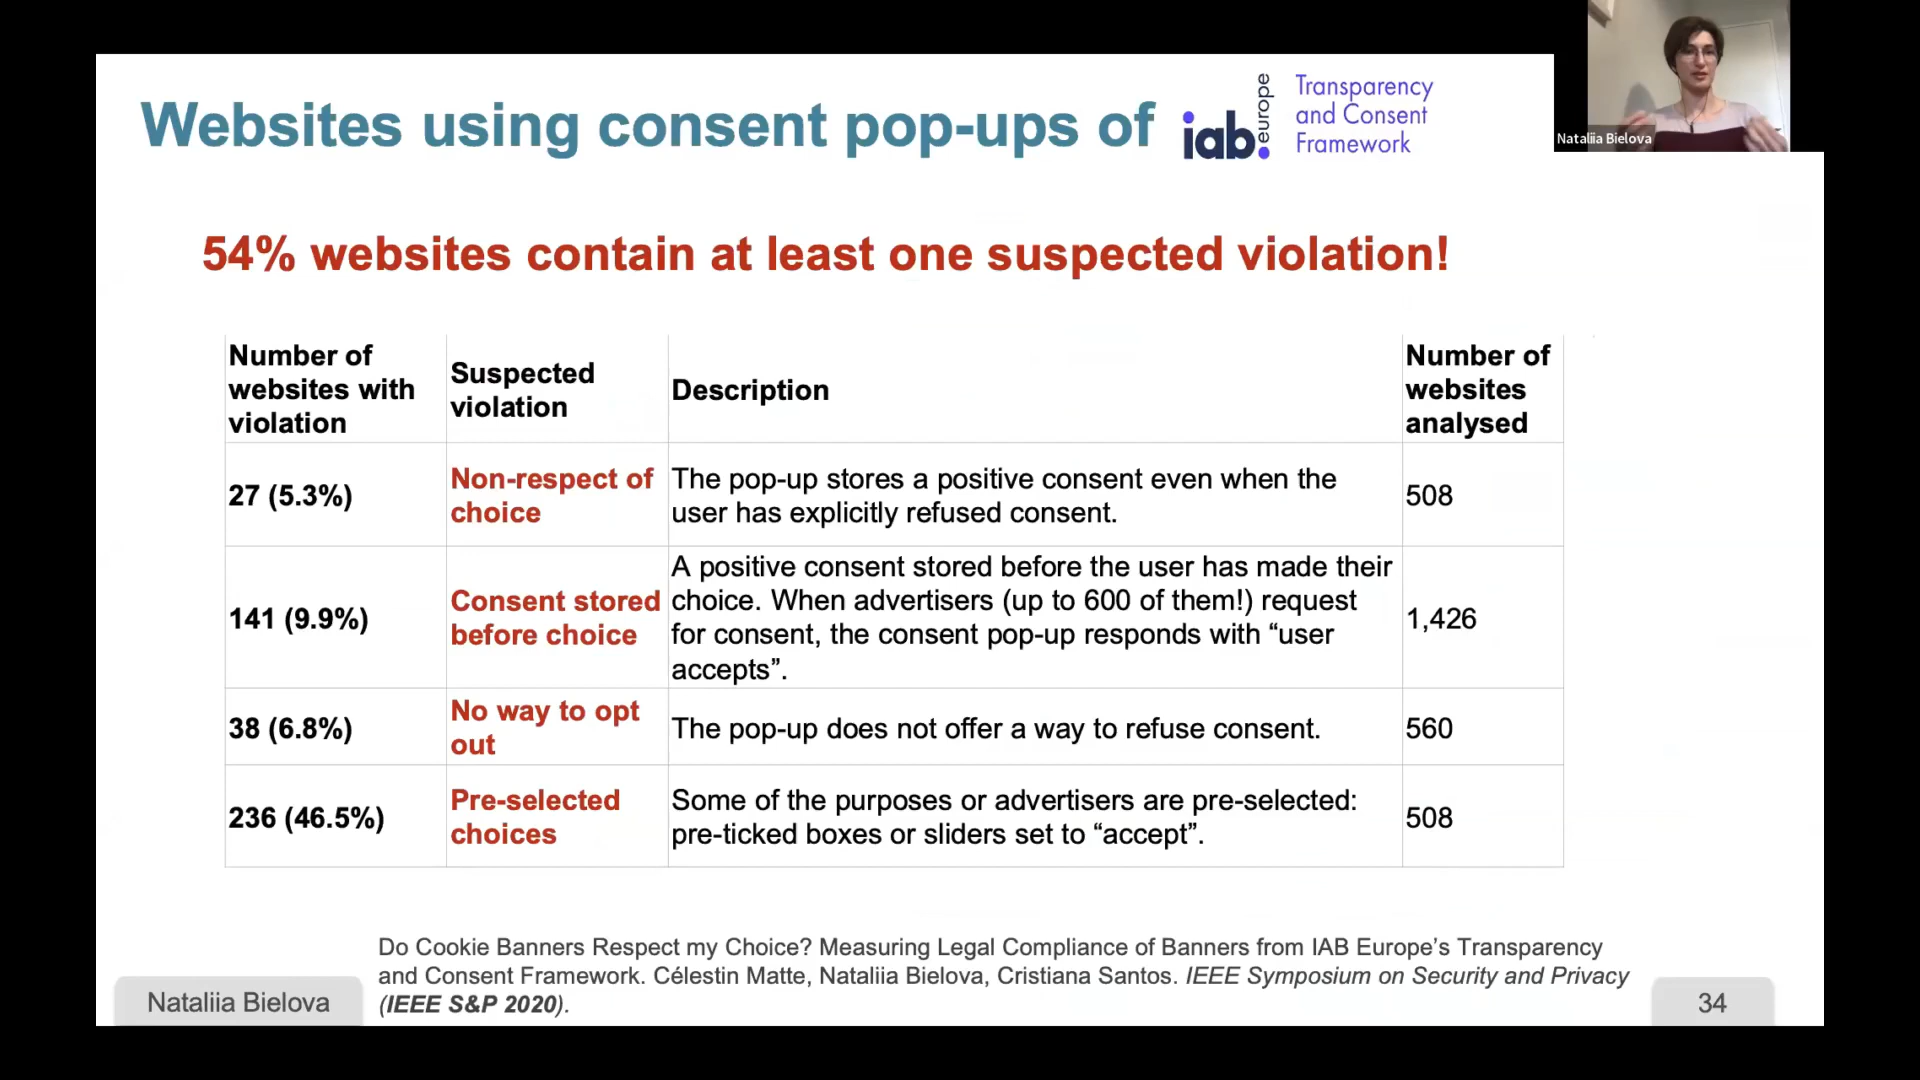 Websites using consent pop-ups of
iab. europe
Transparency
and Consent
Framework
Nataliia Bielova
54% websites contain at least one suspected violation!
Number of
websites with
violation
Suspected
violation
Description
Number of
websites
analysed
27 (5.3%)
Non-respect of
choice
The pop-up stores a positive consent even when the
user has explicitly refused consent.
508
141 (9.9%)
Consent stored
before choice
A positive consent stored before the user has made their
choice. When advertisers (up to 600 of them!) request
for consent, the consent pop-up responds with “user
accepts”.
1,426
38 (6.8%)
No way to opt
out
The pop-up does not offer a way to refuse consent.
560
236 (46.5%)
Pre-selected
choices
Some of the purposes or advertisers are pre-selected:
pre-ticked boxes or sliders set to “accept”.
508
Do Cookie Banners Respect my Choice? Measuring Legal Compliance of Banners from IAB Europe’s Transparency
and Consent Framework. Célestin Matte, Nataliia Bielova, Cristiana Santos. IEEE Symposium on Security and Privacy
(IEEE S&P 2020).
Nataliia Bielova
34